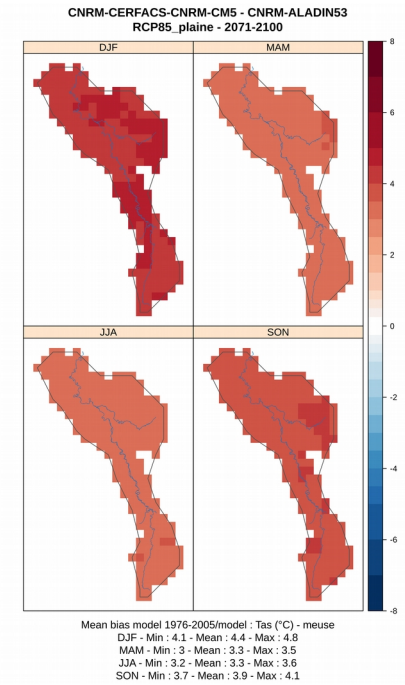 CNRM-CERFACS-CNRM-CM5 - CNRM-ALADIN53
RCP85_plaine - 2071-2100
DJF
MAM
8
6
4
2
0
-2
-4
-6
-8
JJA
SON
Mean bias model 1976-2005/model : Tas (°C) - meuse
DJF - Min : 4.1 - Mean : 4.4 - Max : 4.8
MAM - Min : 3 - Mean : 3.3 - Max : 3.5
JJA - Min : 3.2 - Mean : 3.3 - Max : 3.6
SON - Min : 3.7 - Mean : 3.9 - Max : 4.1